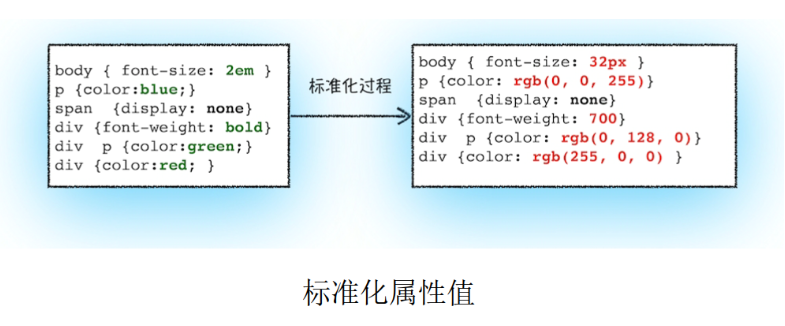 body { font-size: 2em }
p {color:blue;}
span  {display: none}
div {font-weight: bold}
div  p {color:green;}
div {color:red; }
标准化过程
body { font-size: 32px }
p {color: rgb(0, 0, 255)}
span  {display: none}
div {font-weight: 700}
div  p {color: rgb(0, 128, 0)}
div {color: rgb(255, 0, 0) }
标准化属性值